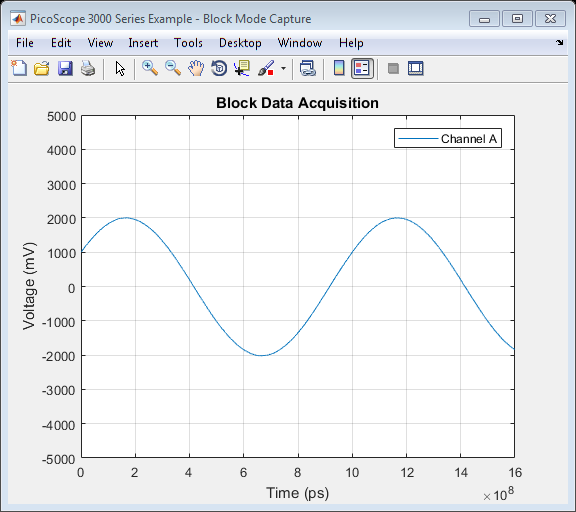 PicoScope 3000 Series Example - Block Mode Capture
File Edit View Insert Tools Desktop Window Help
Block Data Acquisition
Channel A
5000
4000
3000
2000
1000
0
-1000
-2000
-3000
-4000
-5000
Voltage (mV)
0 2 4 6 8 10 12 14 16
Time (ps)
×10^8